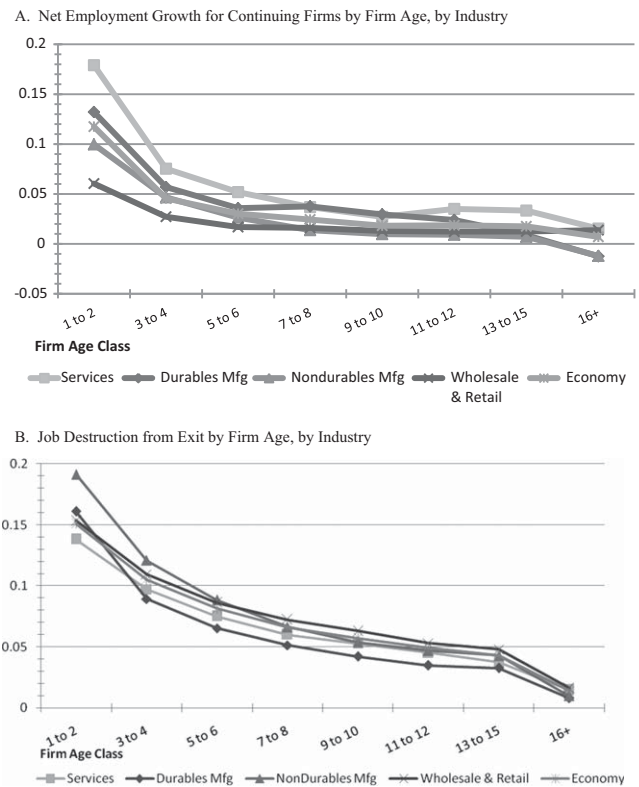 A. Net Employment Growth for Continuing Firms by Firm Age, by Industry
0.2
0.15
0.1
0.05
0
-0.05
1 to 2 3 to 4 5 to 6 7 to 8 9 to 10 11 to 12 13 to 15 16+
Firm Age Class
Services Durables Mfg Nondurables Mfg Wholesale Economy
& Retail
B. Job Destruction from Exit by Firm Age, by Industry
0.2
0.15
0.1
0.05
0
1 to 2 3 to 4 5 to 6 7 to 8 9 to 10 11 to 12 13 to 15 16+
Firm Age Class
Services Durables Mfg NonDurables Mfg Wholesale & Retail Economy